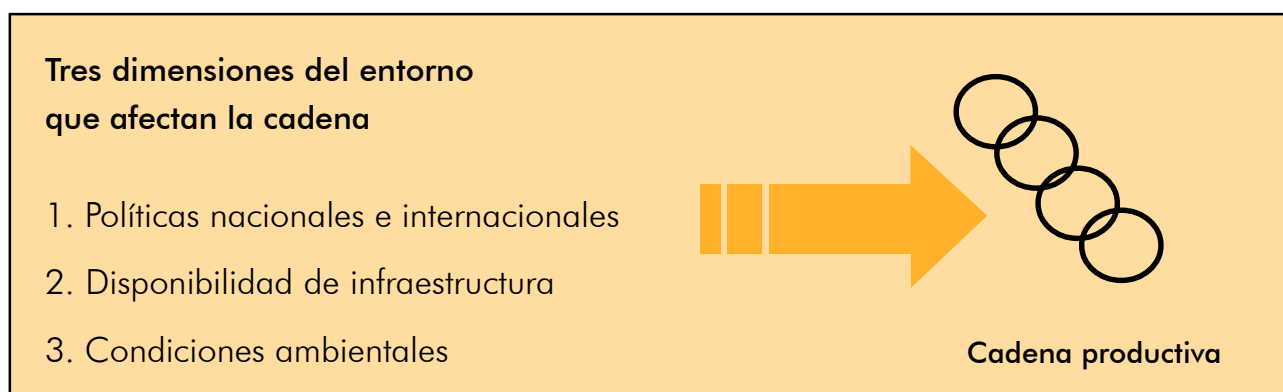 Tres dimensiones del entorno
que afectan la cadena
1. Políticas nacionales e internacionales
2. Disponibilidad de infraestructura
3. Condiciones ambientales
Cadena productiva